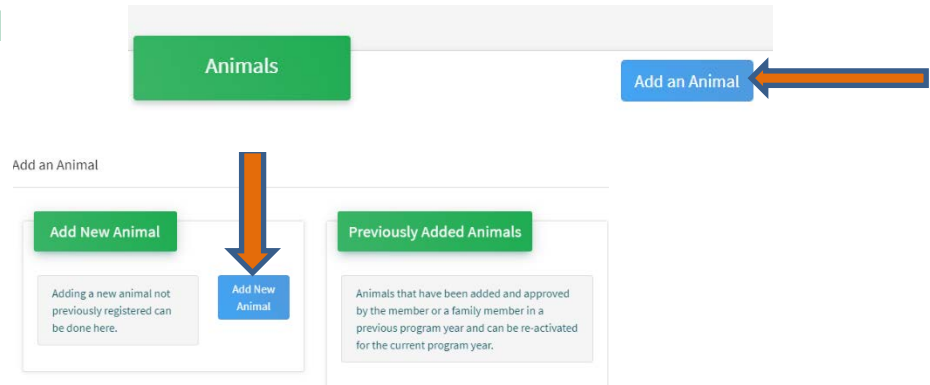 Animals
Add an Animal
Add an Animal
Add New Animal
Adding a new animal not
previously registered can
be done here.
Add New
Animal
Previously Added Animals
Animals that have been added and approved
by the member or a family member in a
previous program year and can be re-activated
for the current program year.